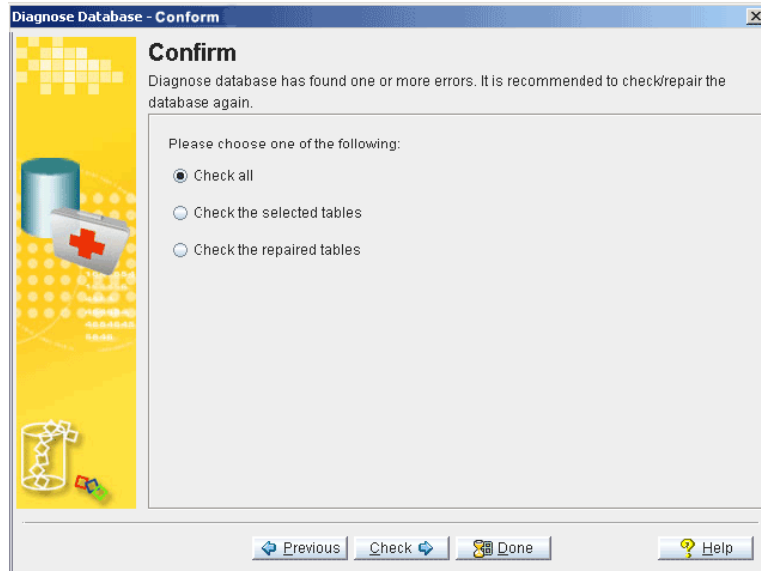 Diagnose Database - Conform
Confirm
Diagnose database has found one or more errors. It is recommended to check/repair the
database again.
Please choose one of the following:
Check all
Check the selected tables
Check the repaired tables
Previous
Check
Done
Help